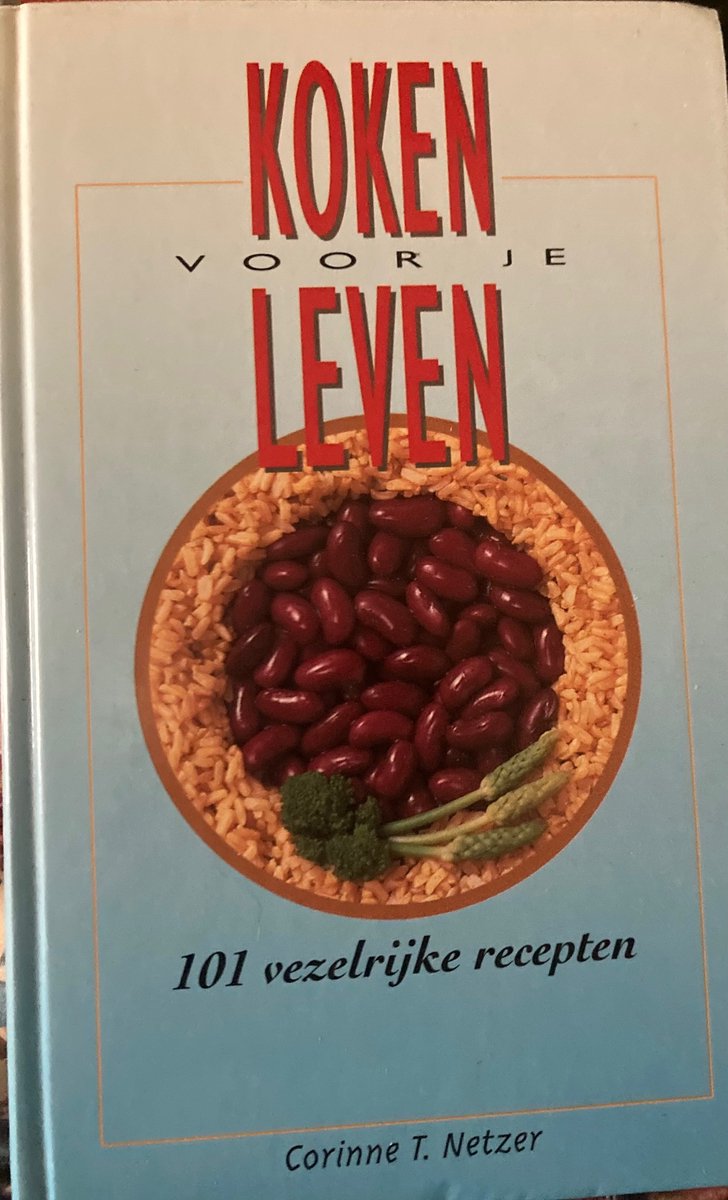 KOKEN
VOOR JE
LEVEN
101 vezelrijke recepten
Corinne T. Netzer